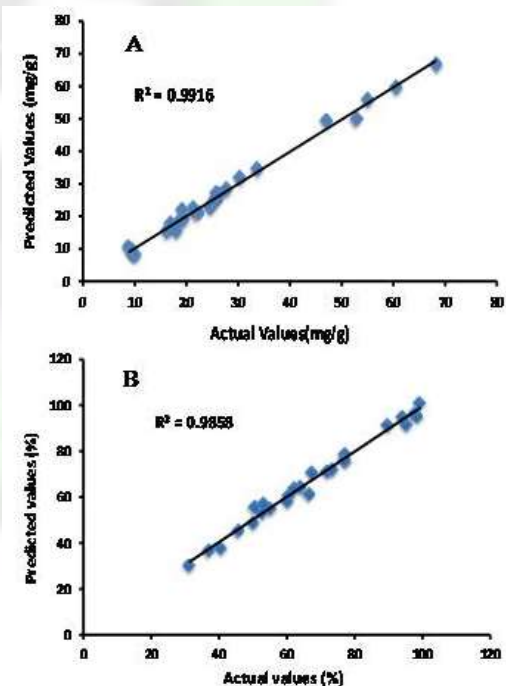 80
A
70
R² = 0.9916
60
50
40
30
20
10
0
Predicted Values (mg/g)
0 10 20 30 40 50 60 70 80
Actual Values(mg/g)
120
B
100
R² = 0.9858
80
60
40
20
0
Predicted values (%)
0 20 40 60 80 100 120
Actual values (%)